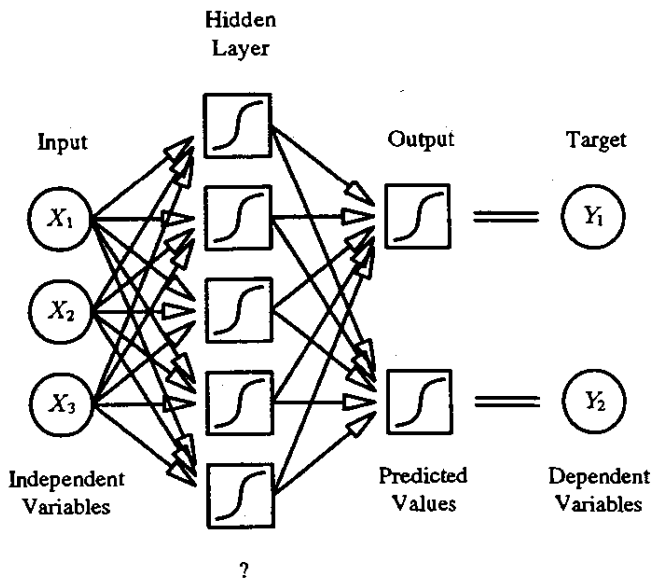 Hidden
Layer
Input
Output
Target
X₁
Y₁
X₂
X₃
Y₂
Independent
Variables
Predicted
Values
Dependent
Variables
?